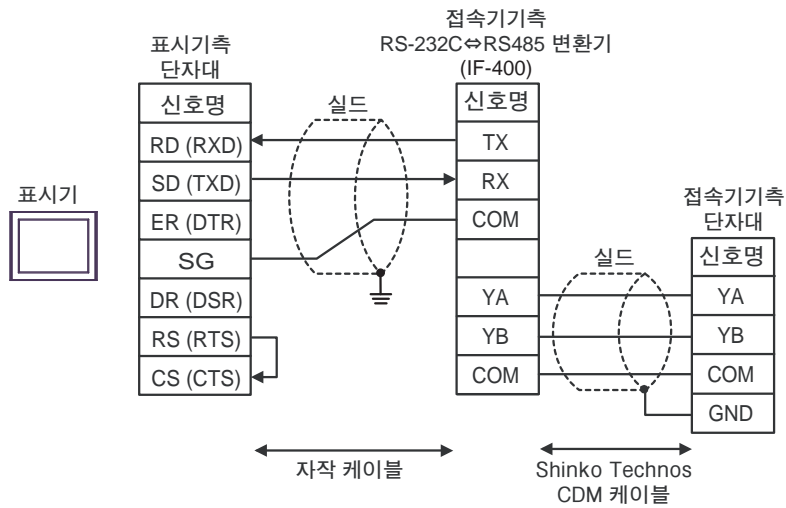 접속기기측
RS-232C⇔RS485 변환기
(IF-400)
표시기측
단자대
신호명
RD (RXD)
SD (TXD)
ER (DTR)
SG
DR (DSR)
RS (RTS)
CS (CTS)
실드
신호명
TX
RX
COM
YA
YB
COM
표시기
실드
접속기기측
단자대
신호명
YA
YB
COM
GND
자작 케이블
Shinko Technos
CDM 케이블